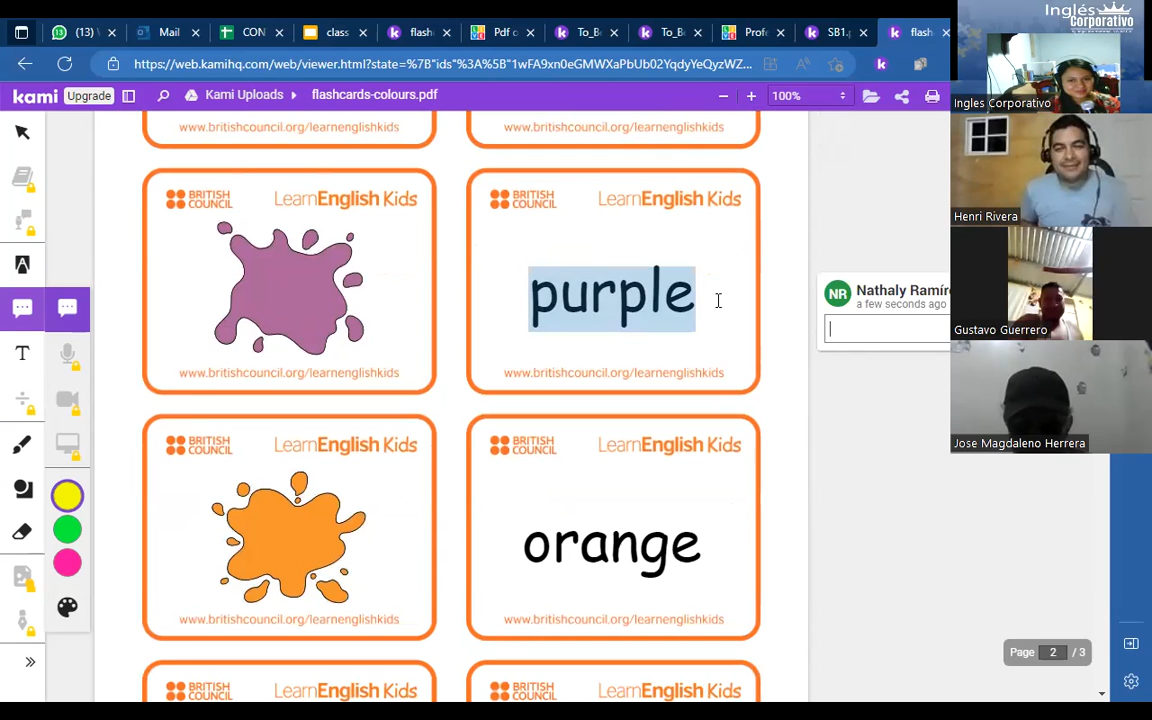 (13) \
Mail
CON
class
flash
Pdf o
To_Be
To_Be
Profe
SB1.p
flash
https://web.kamihq.com/web/viewer.html?state=%7B"ids"%3A%5B"1wFA9xn0eGMWXaPbUb02YqdyYeQyzWZ...
kami
Upgrade
Kami Uploads
flashcards-colours.pdf
100%
www.britishcouncil.org/learnenglishkids
www.britishcouncil.org/learnenglishkids
BRITISH COUNCIL
LearnEnglish Kids
www.britishcouncil.org/learnenglishkids
BRITISH COUNCIL
LearnEnglish Kids
purple
www.britishcouncil.org/learnenglishkids
BRITISH COUNCIL
LearnEnglish Kids
www.britishcouncil.org/learnenglishkids
BRITISH COUNCIL
LearnEnglish Kids
orange
www.britishcouncil.org/learnenglishkids
BRITISH COUNCIL
LearnEnglish Kids
BRITISH COUNCIL
LearnEnglish Kids
NR
Nathaly Ramíre
a few seconds ago
Page 2 / 3
Inglés
Corporativo
Ingles Corporativo
Henri Rivera
Gustavo Guerrero
Jose Magdaleno Herrera